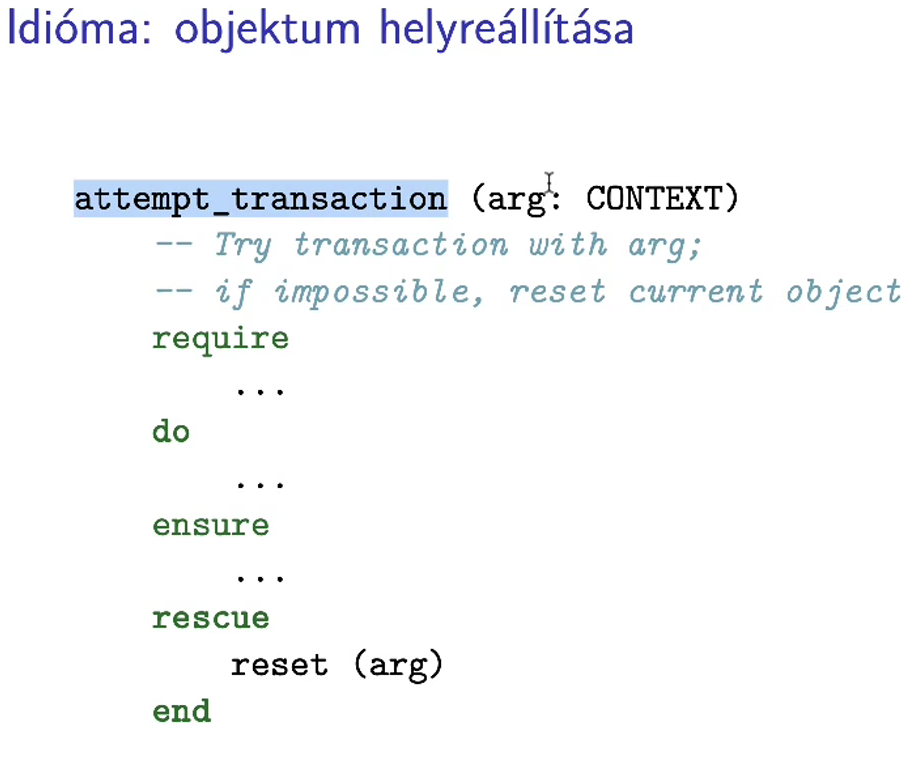 Idióma: objektum helyreállítása
attempt_transaction (arg: CONTEXT)
-- Try transaction with arg;
-- if impossible, reset current object
require
...
do
...
ensure
...
rescue
reset (arg)
end